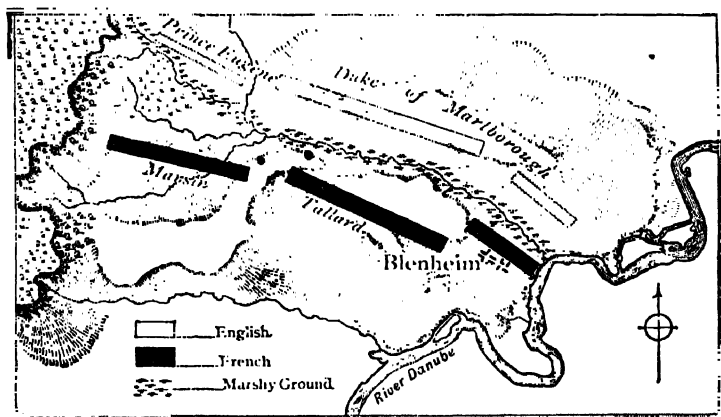 Prince Eugene
Duke of Marlborough
Marsin
Tallard
Blenheim
English
French
Marshy Ground
River Danube